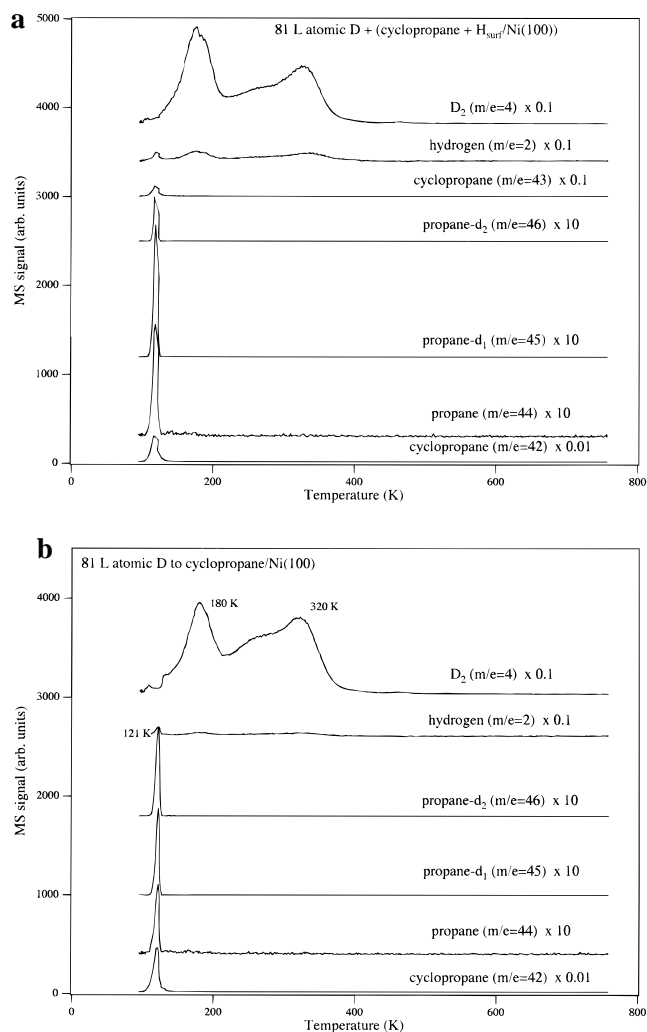 a
81 L atomic D + (cyclopropane + Hsurf/Ni(100))
5000
4000
3000
2000
1000
0
MS signal (arb. units)
D2 (m/e=4) x 0.1
hydrogen (m/e=2) x 0.1
cyclopropane (m/e=43) x 0.1
propane-d2 (m/e=46) x 10
propane-d1 (m/e=45) x 10
propane (m/e=44) x 10
cyclopropane (m/e=42) x 0.01
0 200 400 600 800
Temperature (K)
b
81 L atomic D to cyclopropane/Ni(100)
4000
3000
2000
1000
0
MS signal (arb. units)
180 K
320 K
D2 (m/e=4) x 0.1
hydrogen (m/e=2) x 0.1
121 K
propane-d2 (m/e=46) x 10
propane-d1 (m/e=45) x 10
propane (m/e=44) x 10
cyclopropane (m/e=42) x 0.01
0 200 400 600 800
Temperature (K)